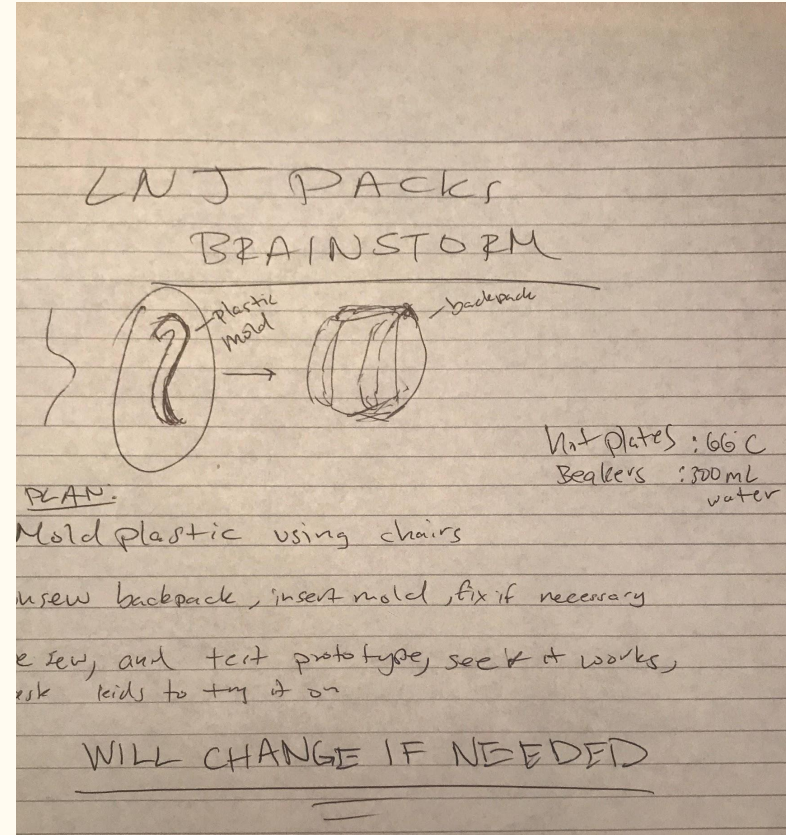 LNJ PACKS
BRAINSTORM
plastic
mold
backpack
Hot plates : 66°C
Beakers : 300 mL
water
PLAN:
Mold plastic using chairs
nsew backpack, insert mold, fix if necessary
e sew, and test prototype, see if it works,
ask kids to try it on
WILL CHANGE IF NEEDED